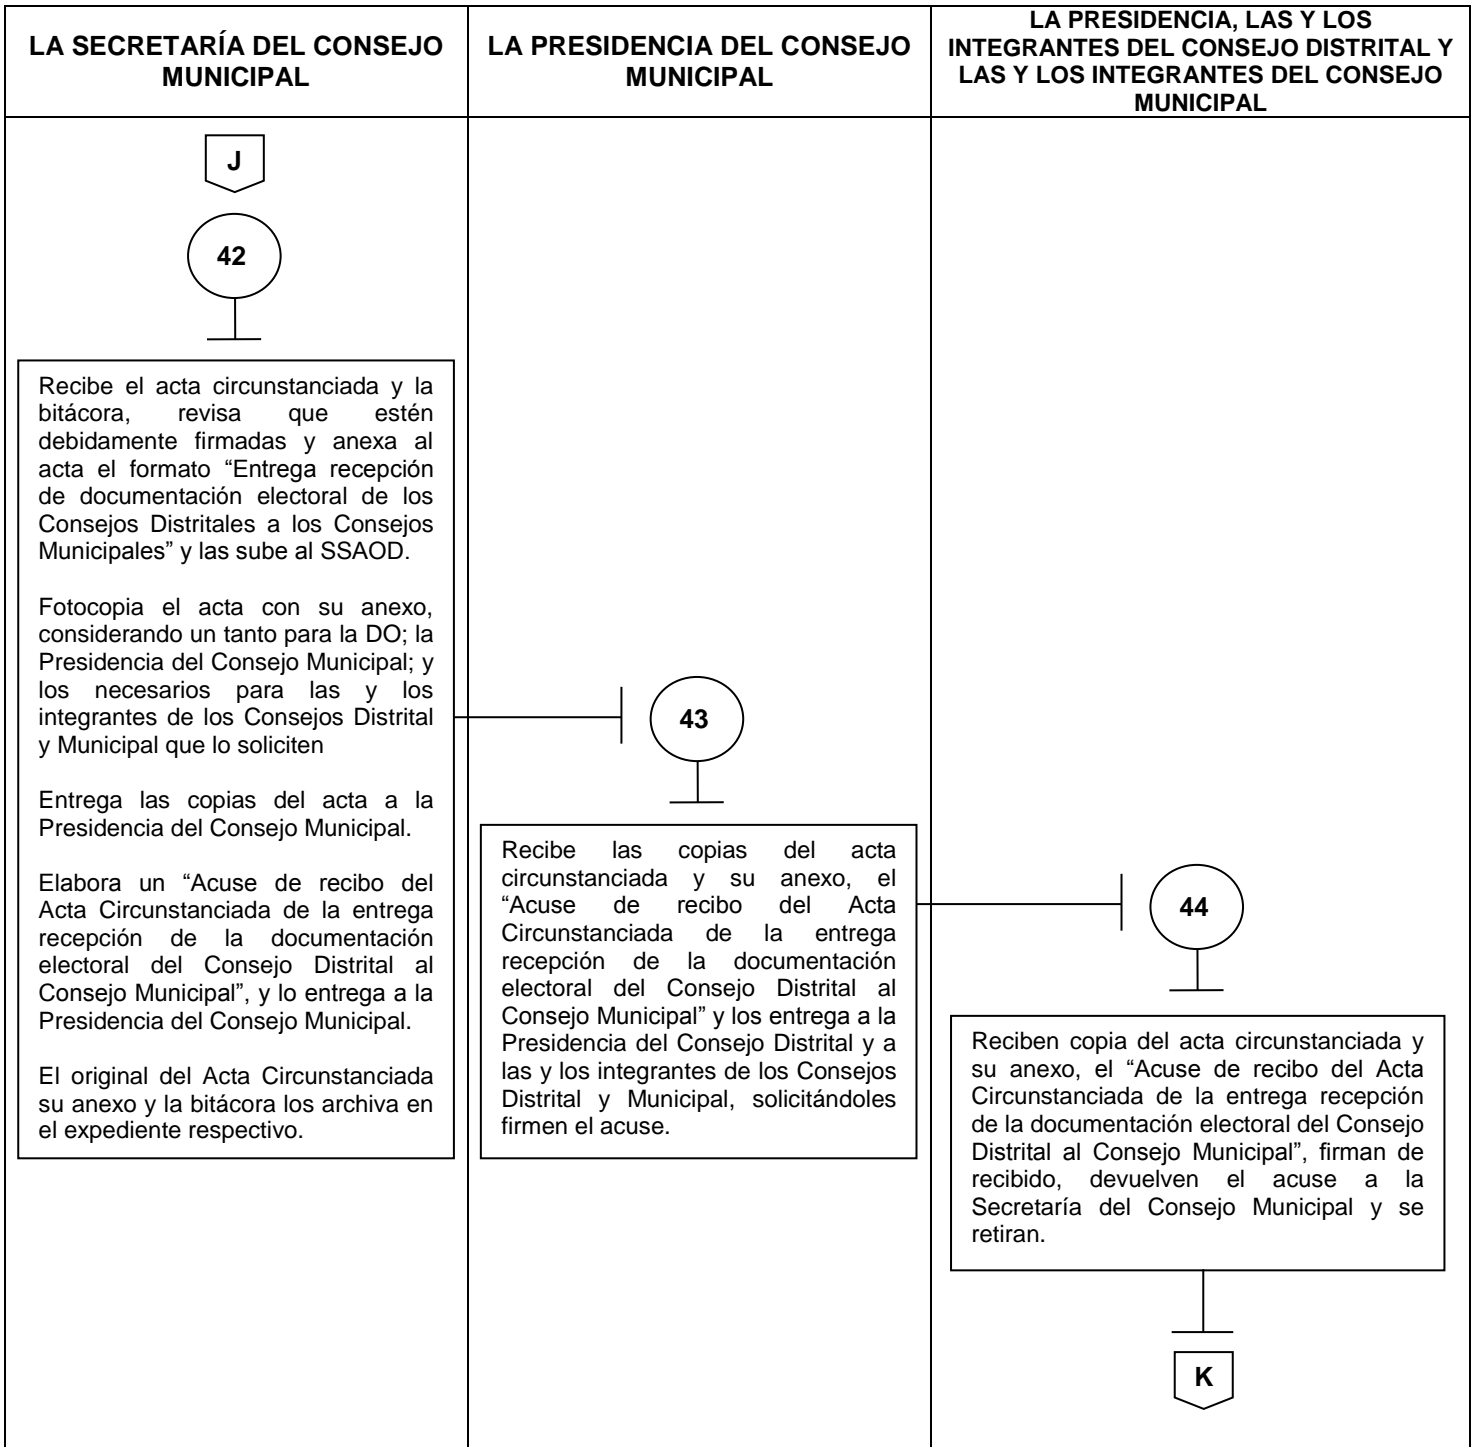 LA SECRETARÍA DEL CONSEJO
MUNICIPAL
LA PRESIDENCIA DEL CONSEJO
MUNICIPAL
LA PRESIDENCIA, LAS Y LOS
INTEGRANTES DEL CONSEJO DISTRITAL Y
LAS Y LOS INTEGRANTES DEL CONSEJO
MUNICIPAL
J
42
Recibe el acta circunstanciada y la
bitácora, revisa que estén
debidamente firmadas y anexa al
acta el formato “Entrega recepción
de documentación electoral de los
Consejos Distritales a los Consejos
Municipales” y las sube al SSAOD.
Fotocopia el acta con su anexo,
considerando un tanto para la DO; la
Presidencia del Consejo Municipal; y
los necesarios para las y los
integrantes de los Consejos Distrital
y Municipal que lo soliciten
Entrega las copias del acta a la
Presidencia del Consejo Municipal.
Elabora un “Acuse de recibo del
Acta Circunstanciada de la entrega
recepción de la documentación
electoral del Consejo Distrital al
Consejo Municipal”, y lo entrega a la
Presidencia del Consejo Municipal.
El original del Acta Circunstanciada
su anexo y la bitácora los archiva en
el expediente respectivo.
43
Recibe las copias del acta
circunstanciada y su anexo, el
“Acuse de recibo del Acta
Circunstanciada de la entrega
recepción de la documentación
electoral del Consejo Distrital al
Consejo Municipal” y los entrega a la
Presidencia del Consejo Distrital y a
las y los integrantes de los Consejos
Distrital y Municipal, solicitándoles
firmen el acuse.
44
Reciben copia del acta circunstanciada y
su anexo, el “Acuse de recibo del Acta
Circunstanciada de la entrega recepción
de la documentación electoral del Consejo
Distrital al Consejo Municipal”, firman de
recibido, devuelven el acuse a la
Secretaría del Consejo Municipal y se
retiran.
K